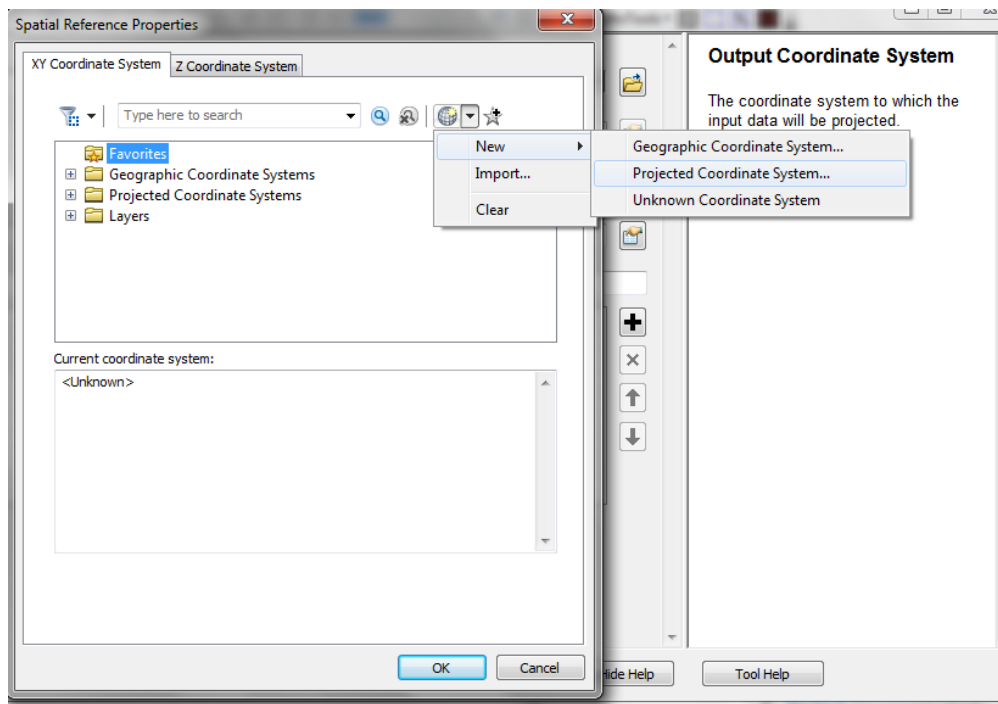 Spatial Reference Properties
XY Coordinate System
Z Coordinate System
Type here to search
Favorites
Geographic Coordinate Systems
Projected Coordinate Systems
Layers
New
Import...
Clear
Geographic Coordinate System...
Projected Coordinate System...
Unknown Coordinate System
Current coordinate system:
<Unknown>
OK
Cancel
Output Coordinate System
The coordinate system to which the
input data will be projected.
Hide Help
Tool Help